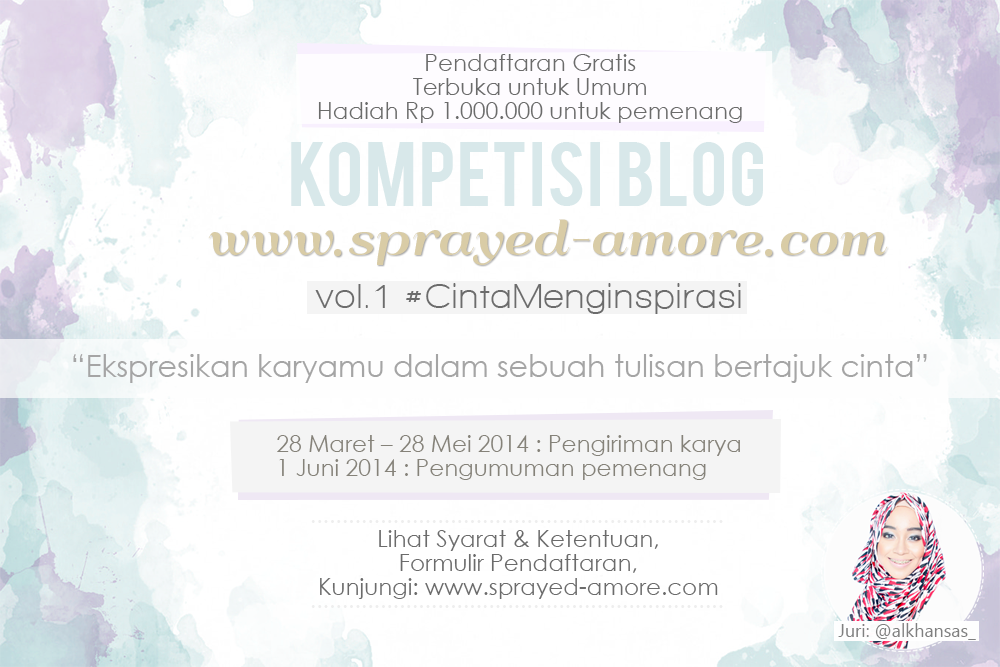 Pendaftaran Gratis
Terbuka untuk Umum
Hadiah Rp 1.000.000 untuk pemenang
KOMPETISI BLOG
www.sprayed-amore.com
vol.1 #CintaMenginspirasi
“Ekspresikan karyamu dalam sebuah tulisan bertajuk cinta”
28 Maret – 28 Mei 2014 : Pengiriman karya
1 Juni 2014 : Pengumuman pemenang
Lihat Syarat & Ketentuan,
Formulir Pendaftaran,
Kunjungi: www.sprayed-amore.com
Juri: @alkhansas_